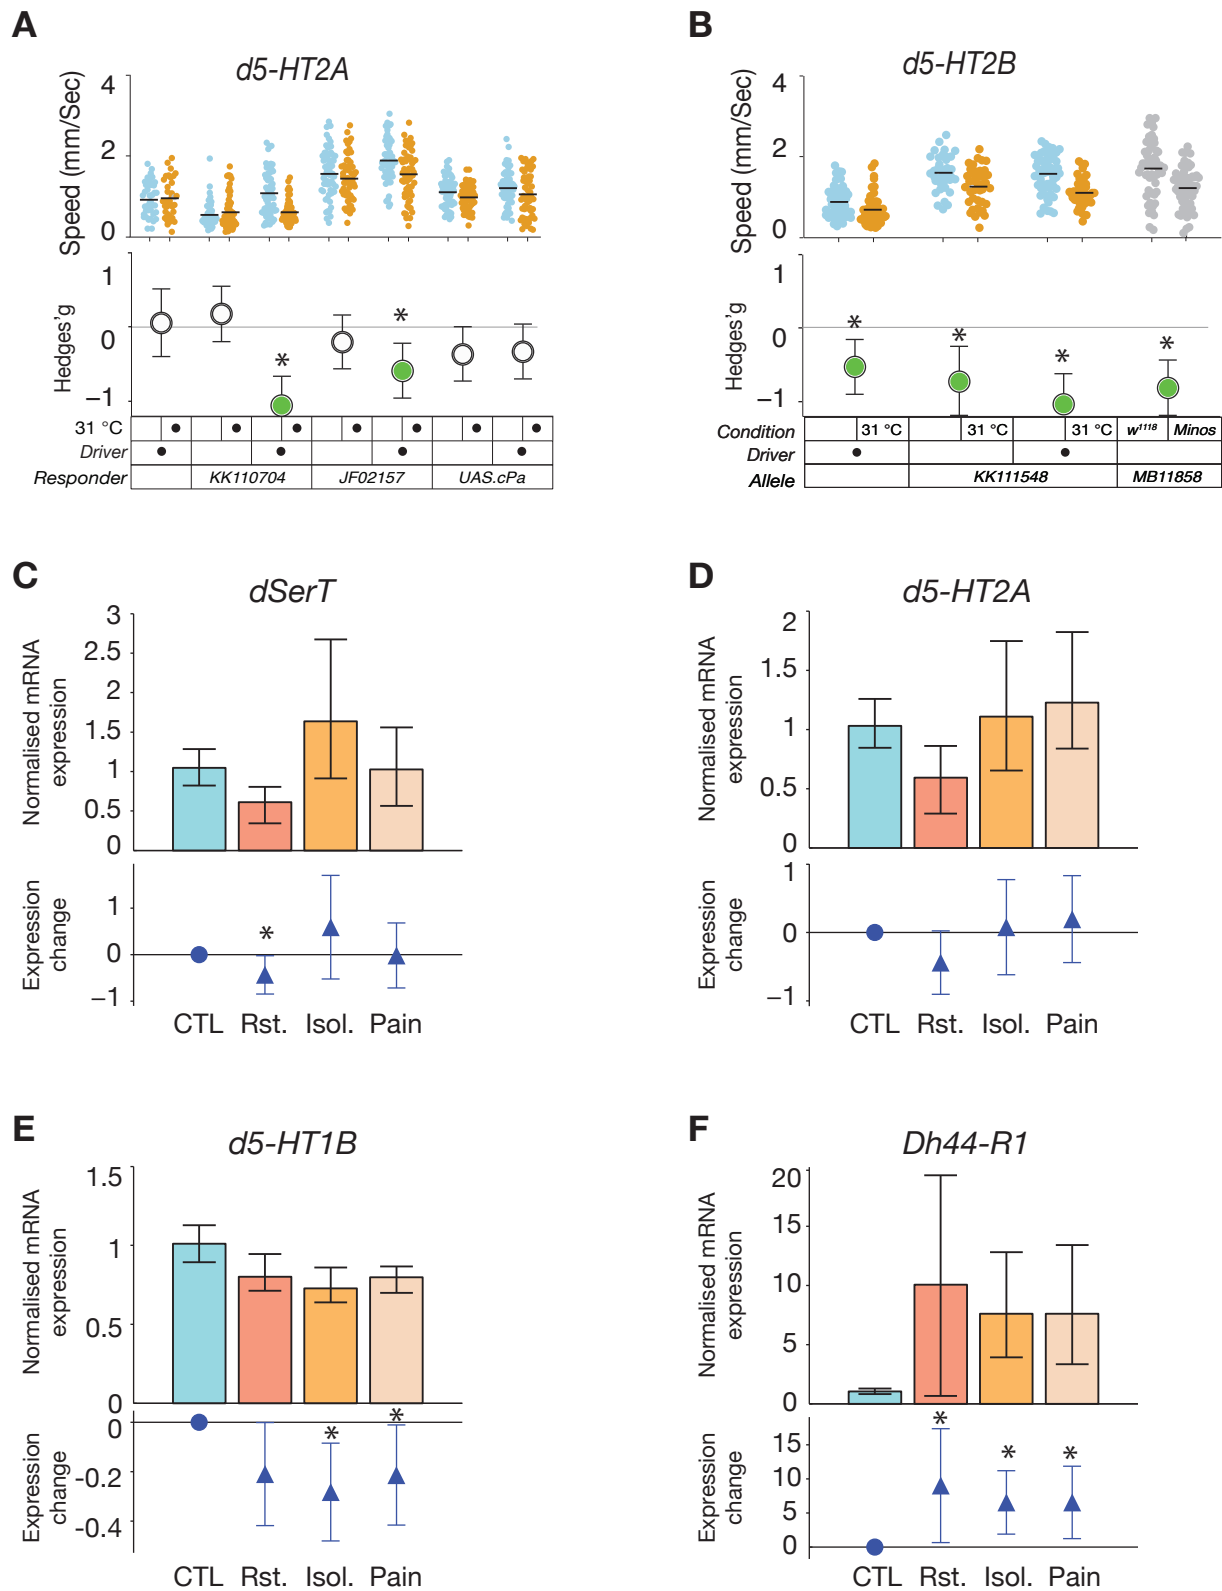 A
d5-HT2A
Speed (mm/Sec)
4
2
0
Hedges'g
1
0
−1
*
*
31 °C
Driver
Responder
KK110704
JF02157
UAS.cPa
B
d5-HT2B
Speed (mm/Sec)
4
2
0
Hedges'g
1
0
−1
*
*
*
*
Condition
31 °C
31 °C
31 °C
w1118
Minos
Driver
Allele
KK111548
MB11858
C
dSerT
Normalised mRNA
expression
3
2.5
2
1.5
1
0.5
0
Expression
change
1
0
−1
*
CTL
Rst.
Isol.
Pain
D
d5-HT2A
Normalised mRNA
expression
2
1.5
1
0.5
0
Expression
change
1
0
−1
CTL
Rst.
Isol.
Pain
E
d5-HT1B
Normalised mRNA
expression
1.5
1
0.5
0
Expression
change
0
-0.2
-0.4
*
*
CTL
Rst.
Isol.
Pain
F
Dh44-R1
Normalised mRNA
expression
20
15
10
5
0
Expression
change
15
10
5
0
*
*
*
CTL
Rst.
Isol.
Pain